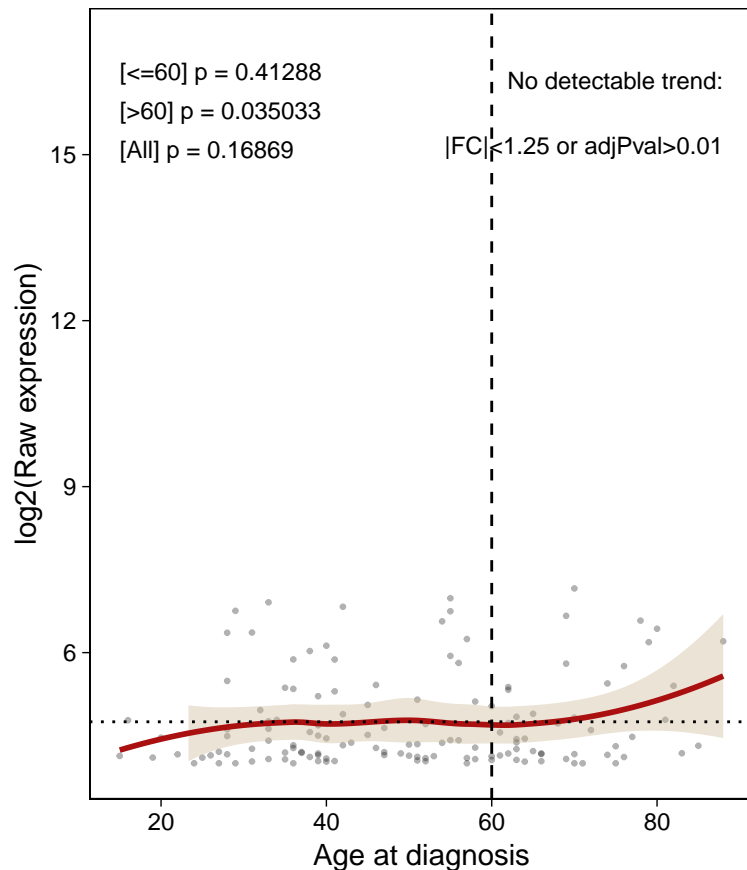 [<=60] p = 0.41288
[>60] p = 0.035033
[All] p = 0.16869
No detectable trend:
|FC|<1.25 or adjPval>0.01
log2(Raw expression)
15
12
9
6
20
40
60
80
Age at diagnosis